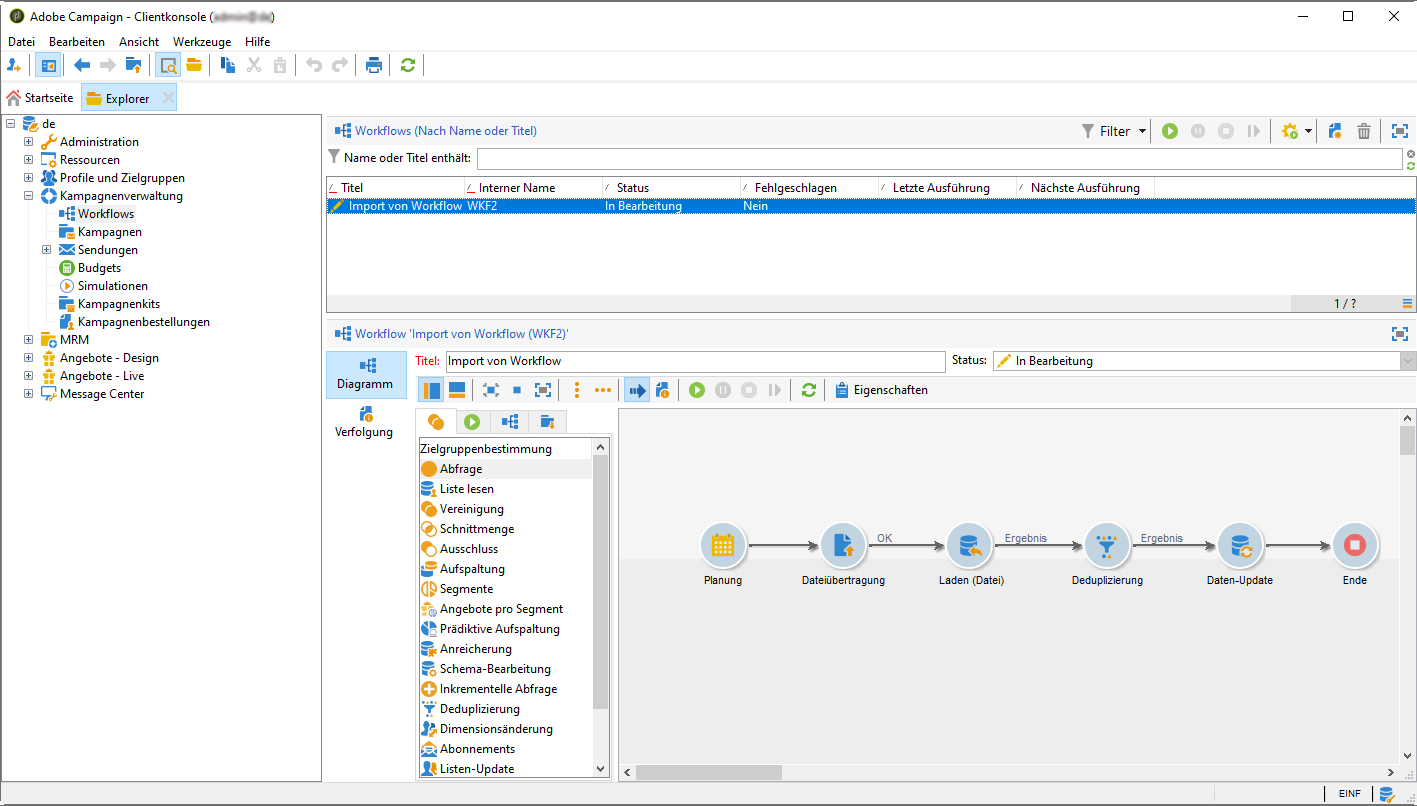 Adobe Campaign - Clientkonsole (
Datei Bearbeiten Ansicht Werkzeuge Hilfe
Startseite Explorer
de
Administration
Ressourcen
Profile und Zielgruppen
Kampagnenverwaltung
Workflows
Kampagnen
Sendungen
Budgets
Simulationen
Kampagnenkits
Kampagnenbestellungen
MRM
Angebote - Design
Angebote - Live
Message Center
Workflows (Nach Name oder Titel)
Filter
Name oder Titel enthält:
Titel Interner Name Status Fehlgeschlagen Letzte Ausführung Nächste Ausführung
Import von Workflow WKF2 In Bearbeitung Nein
1 / ?
Workflow 'Import von Workflow (WKF2)'
Diagramm
Verfolgung
Titel: Import von Workflow Status: In Bearbeitung
Eigenschaften
Zielgruppenbestimmung
Abfrage
Liste lesen
Vereinigung
Schnittmenge
Ausschluss
Aufspaltung
Segmente
Angebote pro Segment
Prädiktive Aufspaltung
Anreicherung
Schema-Bearbeitung
Inkrementelle Abfrage
Deduplizierung
Dimensionsänderung
Abonnements
Listen-Update
OK Ergebnis Ergebnis
Planung Dateiübertragung Laden (Datei) Deduplizierung Daten-Update Ende
EINF